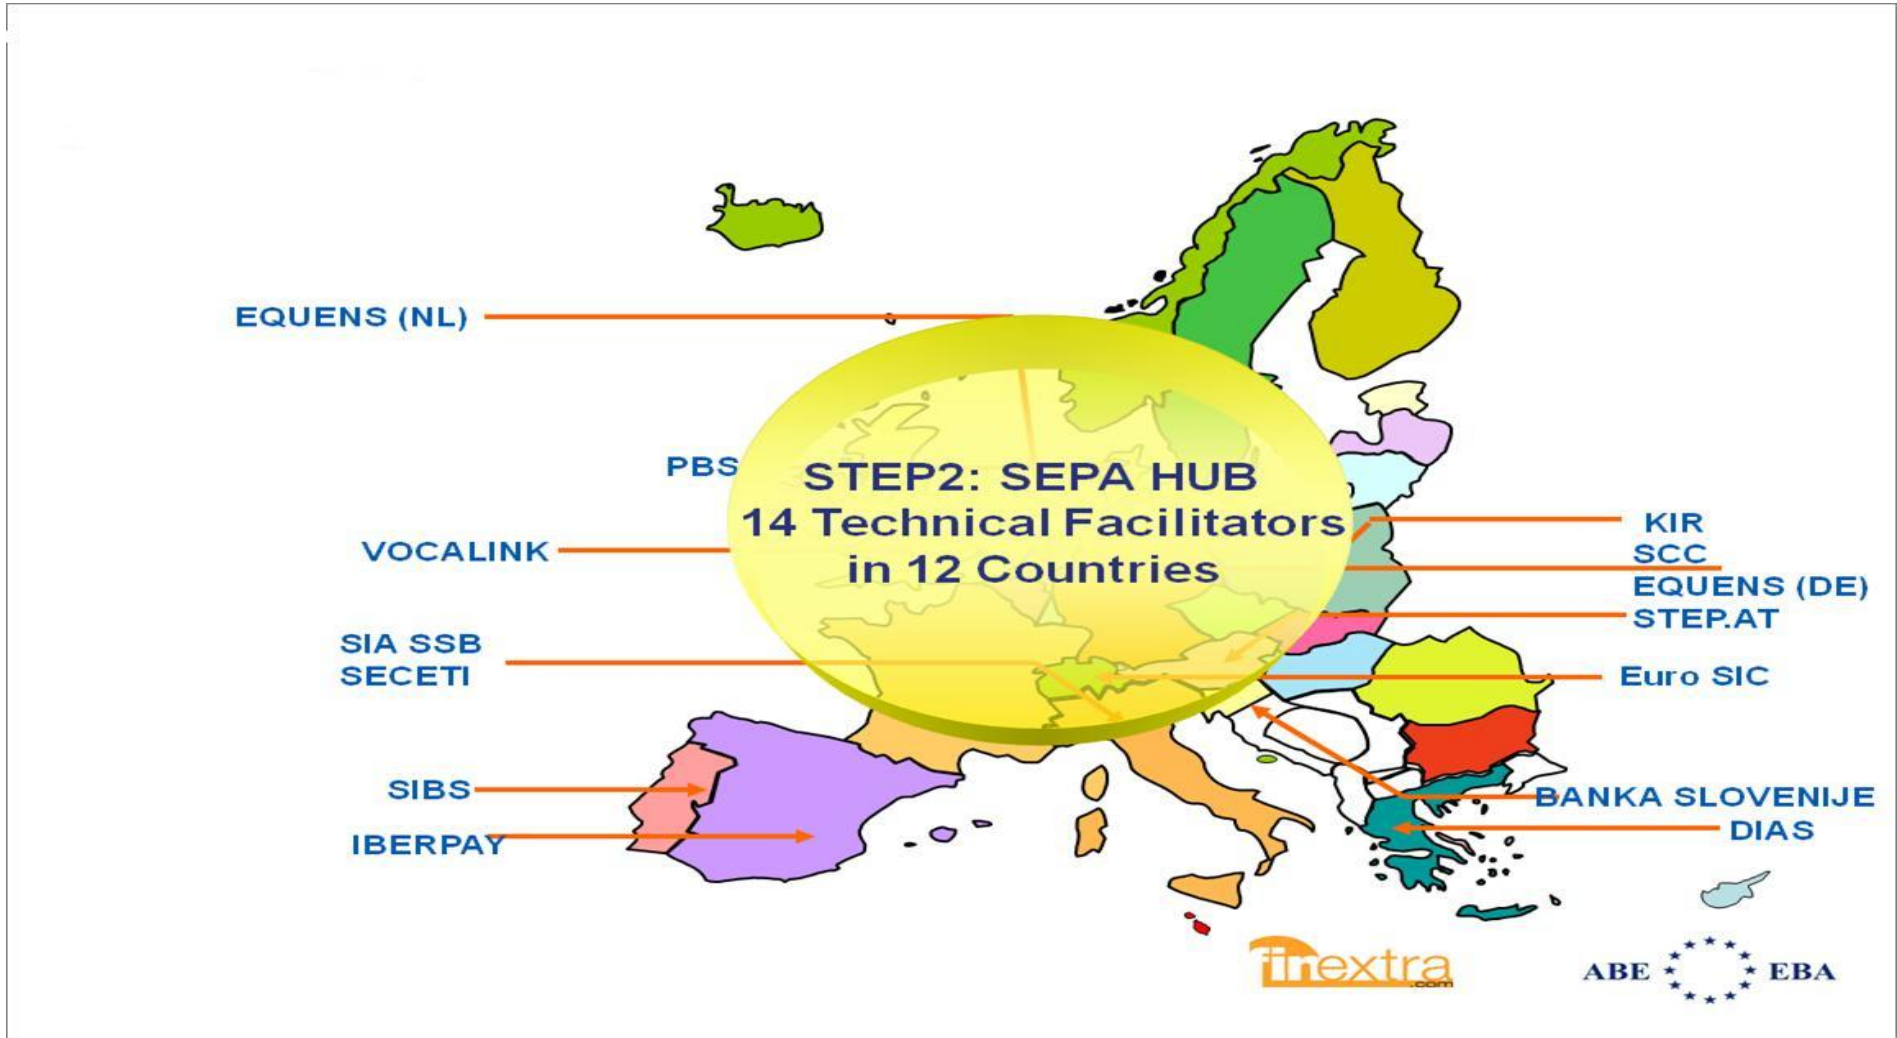 EQUENS (NL)
PBS
STEP2: SEPA HUB
14 Technical Facilitators
in 12 Countries
VOCALINK
KIR
SCC
EQUENS (DE)
STEP.AT
SIA SSB
SECETI
Euro SIC
SIBS
IBERPAY
BANKA SLOVENIJE
DIAS
finextra
.com
ABE EBA